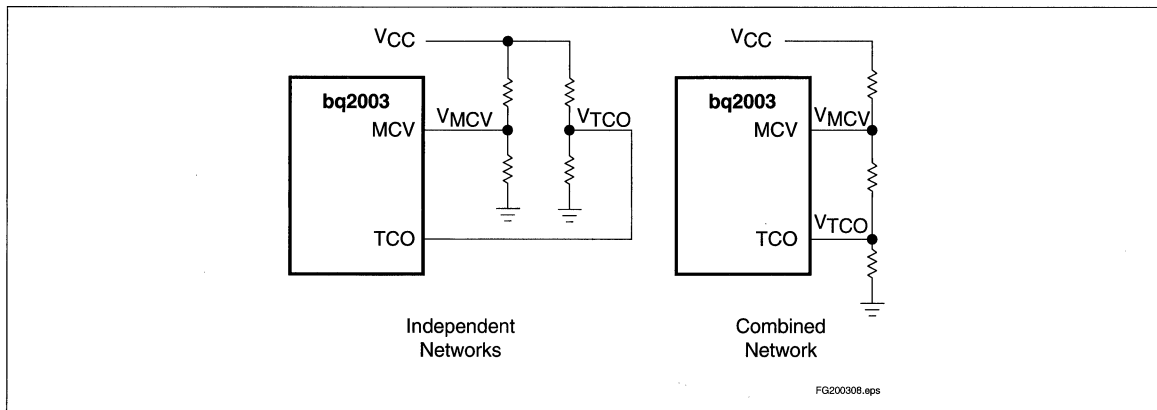 VCC
bq2003
MCV
VMCV
VTCO
TCO
Independent
Networks
VCC
bq2003
MCV
VMCV
TCO
VTCO
Combined
Network
FG200308.eps